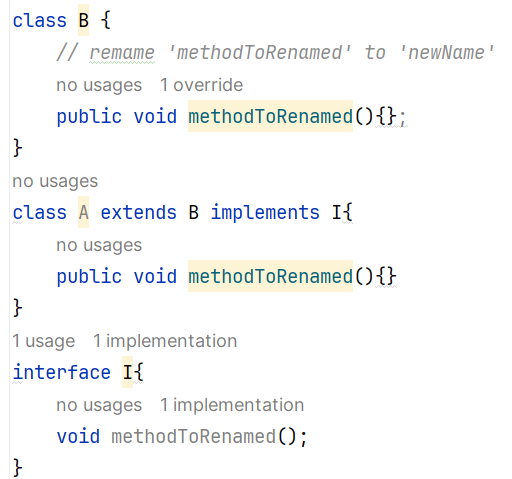 class B {
// rename 'methodToRenamed' to 'newName'
no usages 1 override
public void methodToRenamed(){};
}
no usages
class A extends B implements I{
no usages
public void methodToRenamed(){}
}
1 usage 1 implementation
interface I{
no usages 1 implementation
void methodToRenamed();
}